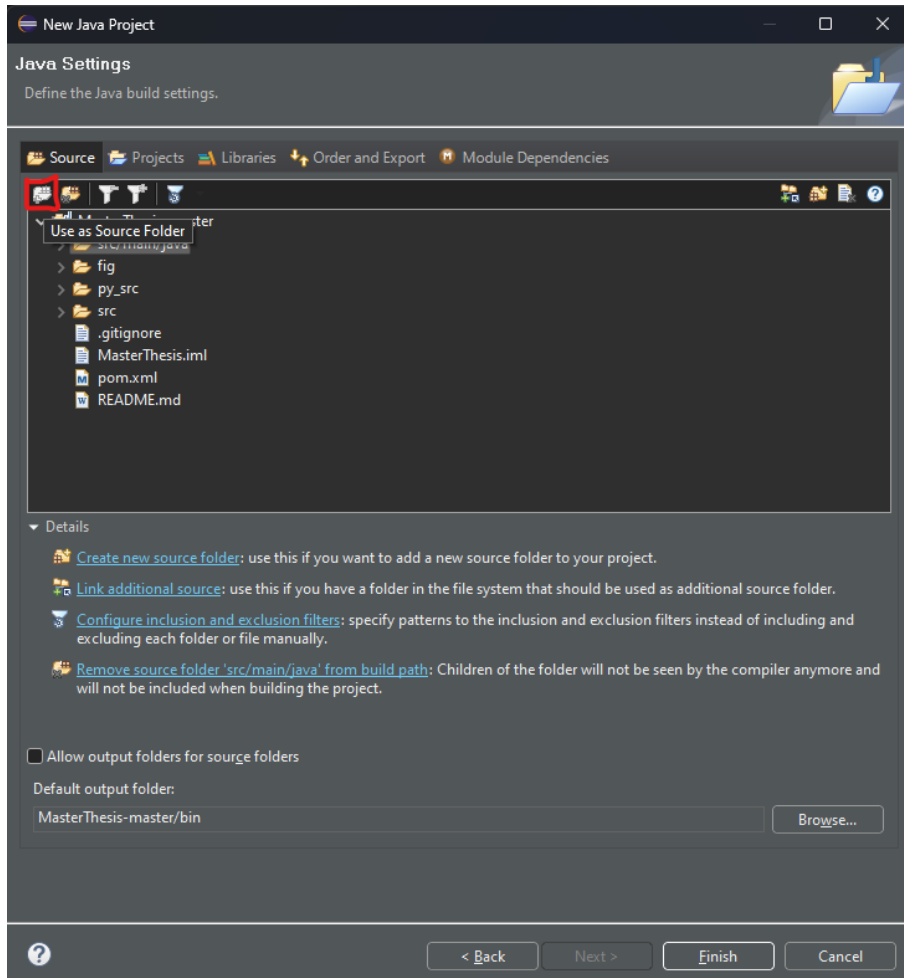 New Java Project
Java Settings
Define the Java build settings.
Source Projects Libraries Order and Export Module Dependencies
Use as Source Folder
src/main/java
fig
py_src
src
.gitignore
MasterThesis.iml
pom.xml
README.md
Details
Create new source folder: use this if you want to add a new source folder to your project.
Link additional source: use this if you have a folder in the file system that should be used as additional source folder.
Configure inclusion and exclusion filters: specify patterns to the inclusion and exclusion filters instead of including and
excluding each folder or file manually.
Remove source folder 'src/main/java' from build path: Children of the folder will not be seen by the compiler anymore and
will not be included when building the project.
Allow output folders for source folders
Default output folder:
MasterThesis-master/bin
Browse...
< Back Next > Finish Cancel